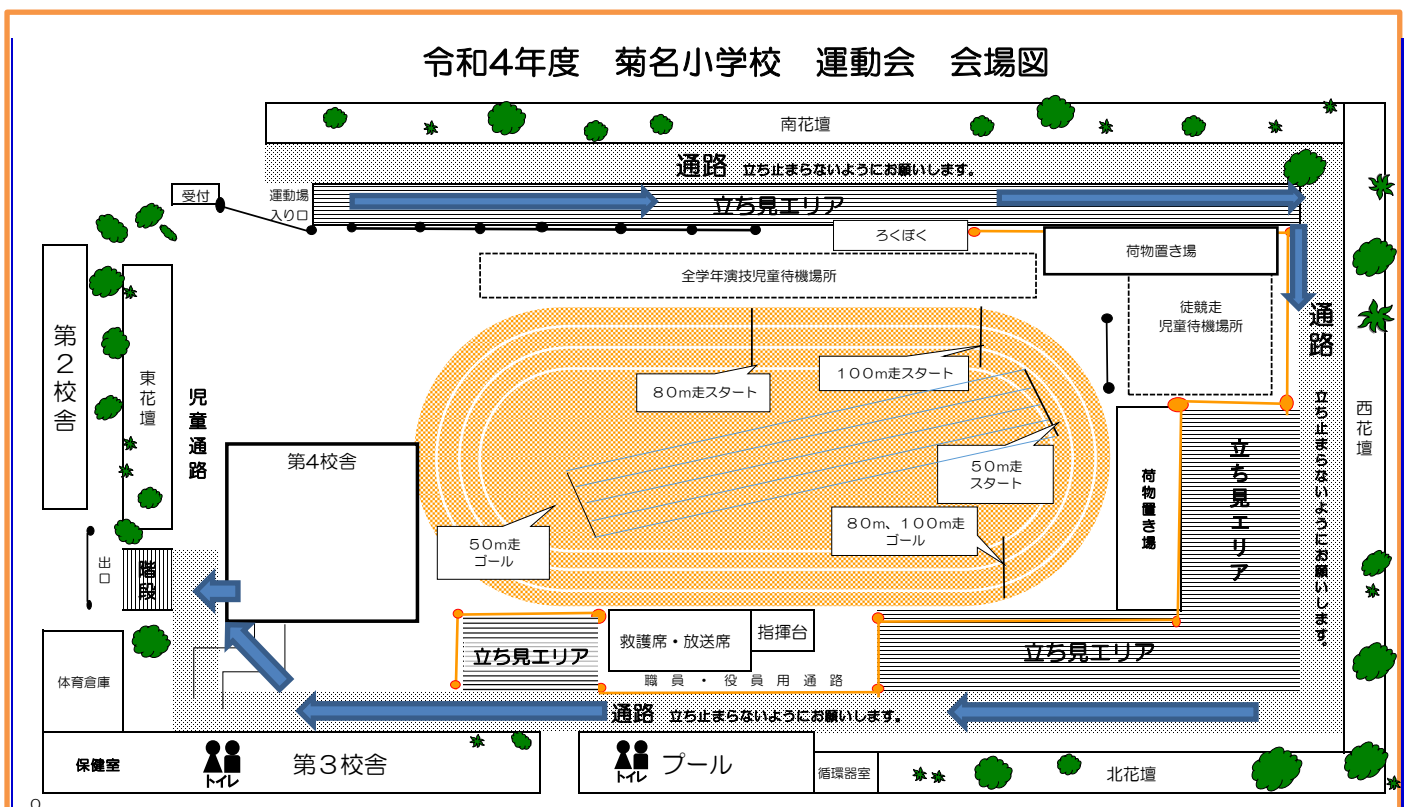 令和4年度　菊名小学校　運動会　会場図
南花壇
通路 立ち止まらないようにお願いします。
受付
運動場
入り口
立ち見エリア
ろくぼく
荷物置き場
全学年演技児童待機場所
徒競走
児童待機場所
通路 立ち止まらないようにお願いします。
西花壇
第2校舎
東花壇
児童通路
80m走スタート
100m走スタート
第4校舎
50m走
スタート
荷物置き場
立ち見エリア
50m走
ゴール
80m、100m走
ゴール
出口
階段
立ち見エリア
救護席・放送席
指揮台
立ち見エリア
体育倉庫
職員・役員用通路
通路 立ち止まらないようにお願いします。
保健室
トイレ
第3校舎
トイレ
プール
循環器室
北花壇